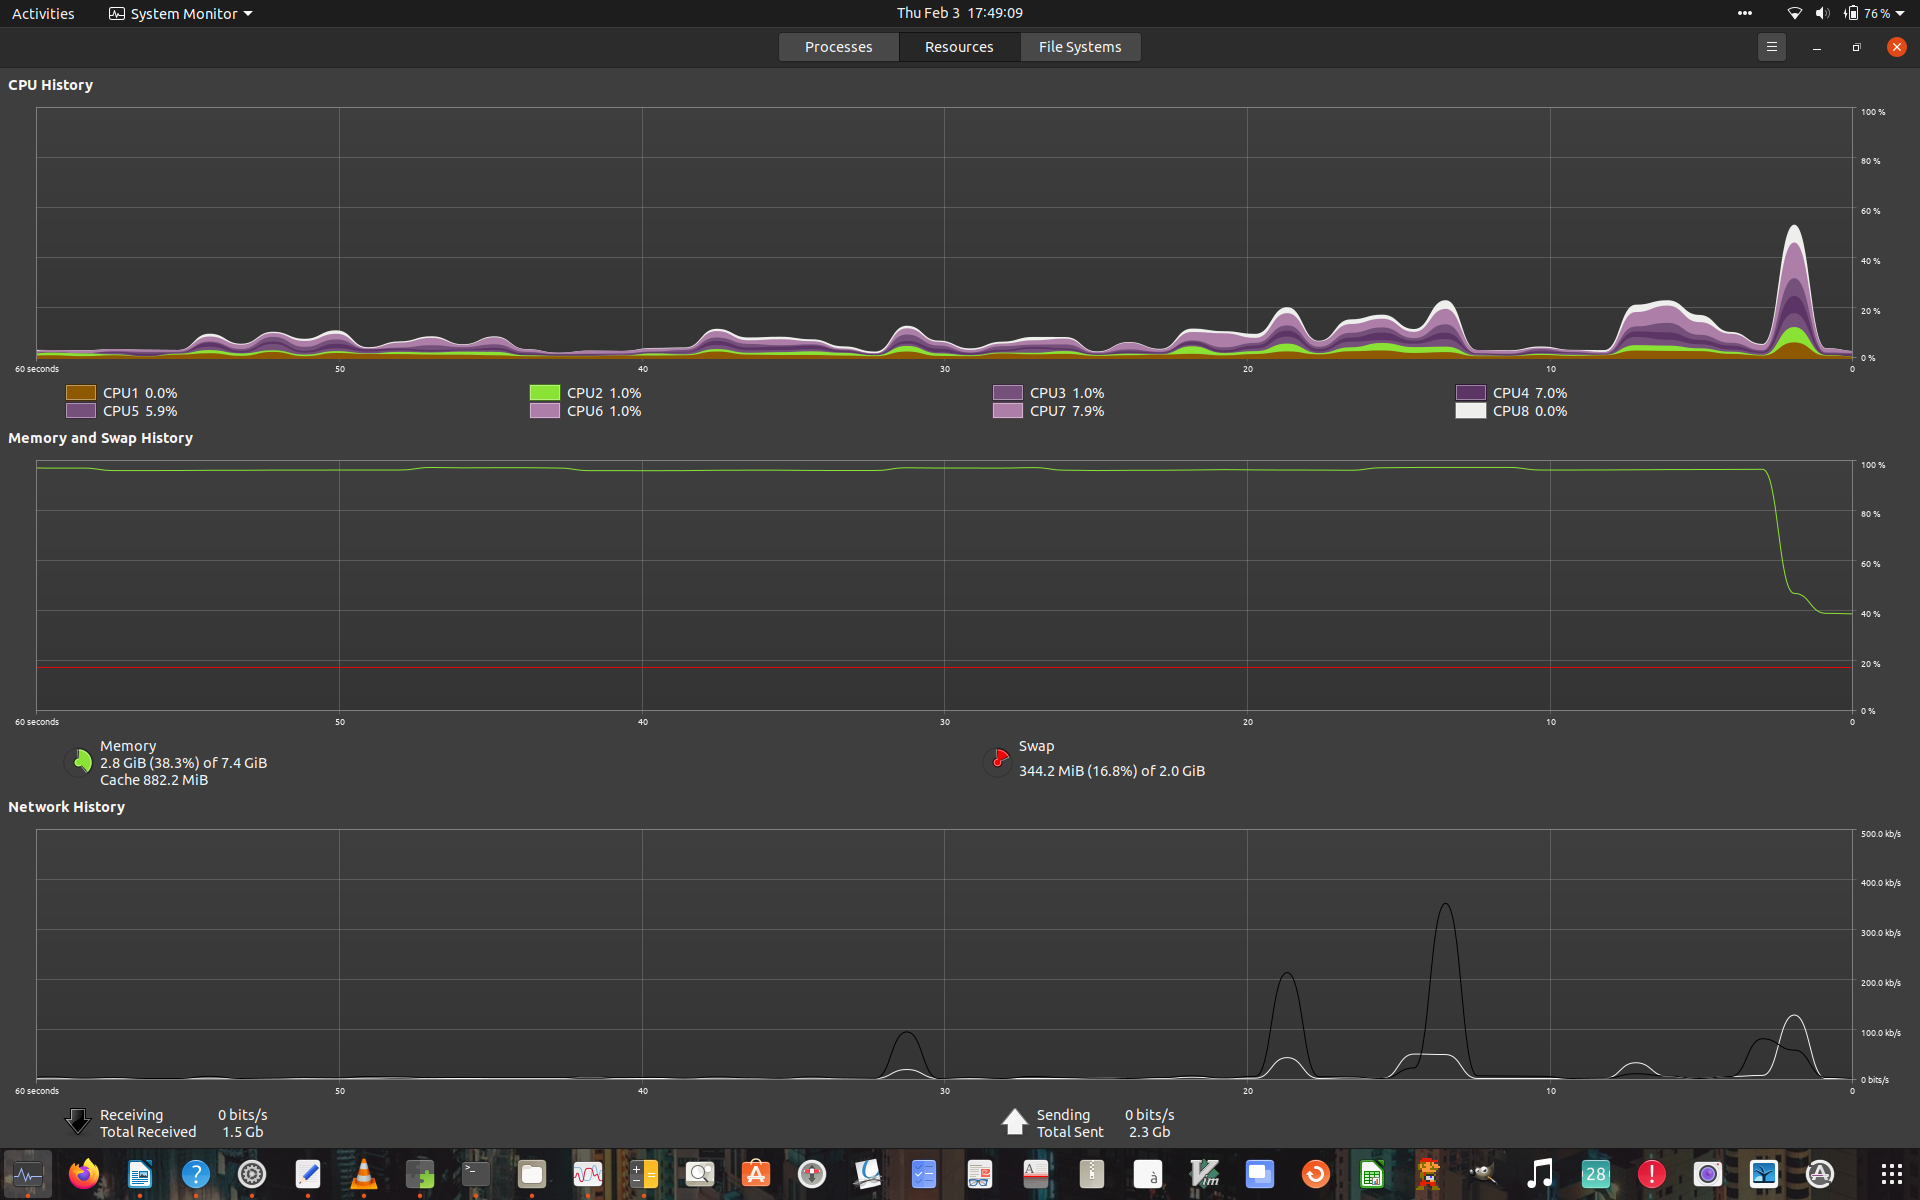 Activities System Monitor Thu Feb 3 17:49:09 76 %
Processes Resources File Systems
CPU History
100 %
80 %
60 %
40 %
20 %
0 %
60 seconds 50 40 30 20 10 0
CPU1 0.0% CPU2 1.0% CPU3 1.0% CPU4 7.0%
CPU5 5.9% CPU6 1.0% CPU7 7.9% CPU8 0.0%
Memory and Swap History
100 %
80 %
60 %
40 %
20 %
0 %
60 seconds 50 40 30 20 10 0
Memory Swap
2.8 GiB (38.3%) of 7.4 GiB 344.2 MiB (16.8%) of 2.0 GiB
Cache 882.2 MiB
Network History
500.0 kb/s
400.0 kb/s
300.0 kb/s
200.0 kb/s
100.0 kb/s
0 bits/s
60 seconds 50 40 30 20 10 0
Receiving 0 bits/s Sending 0 bits/s
Total Received 1.5 Gb Total Sent 2.3 Gb
>_ A à Vim 28